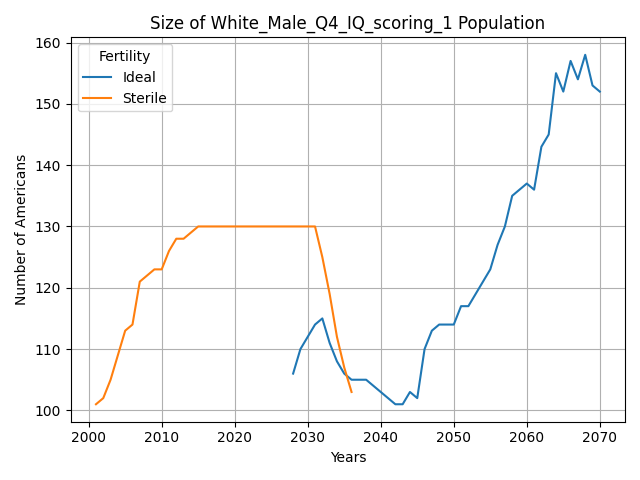 Size of White_Male_Q4_IQ_scoring_1 Population
Fertility
Ideal
Sterile
Number of Americans
160
150
140
130
120
110
100
2000 2010 2020 2030 2040 2050 2060 2070
Years